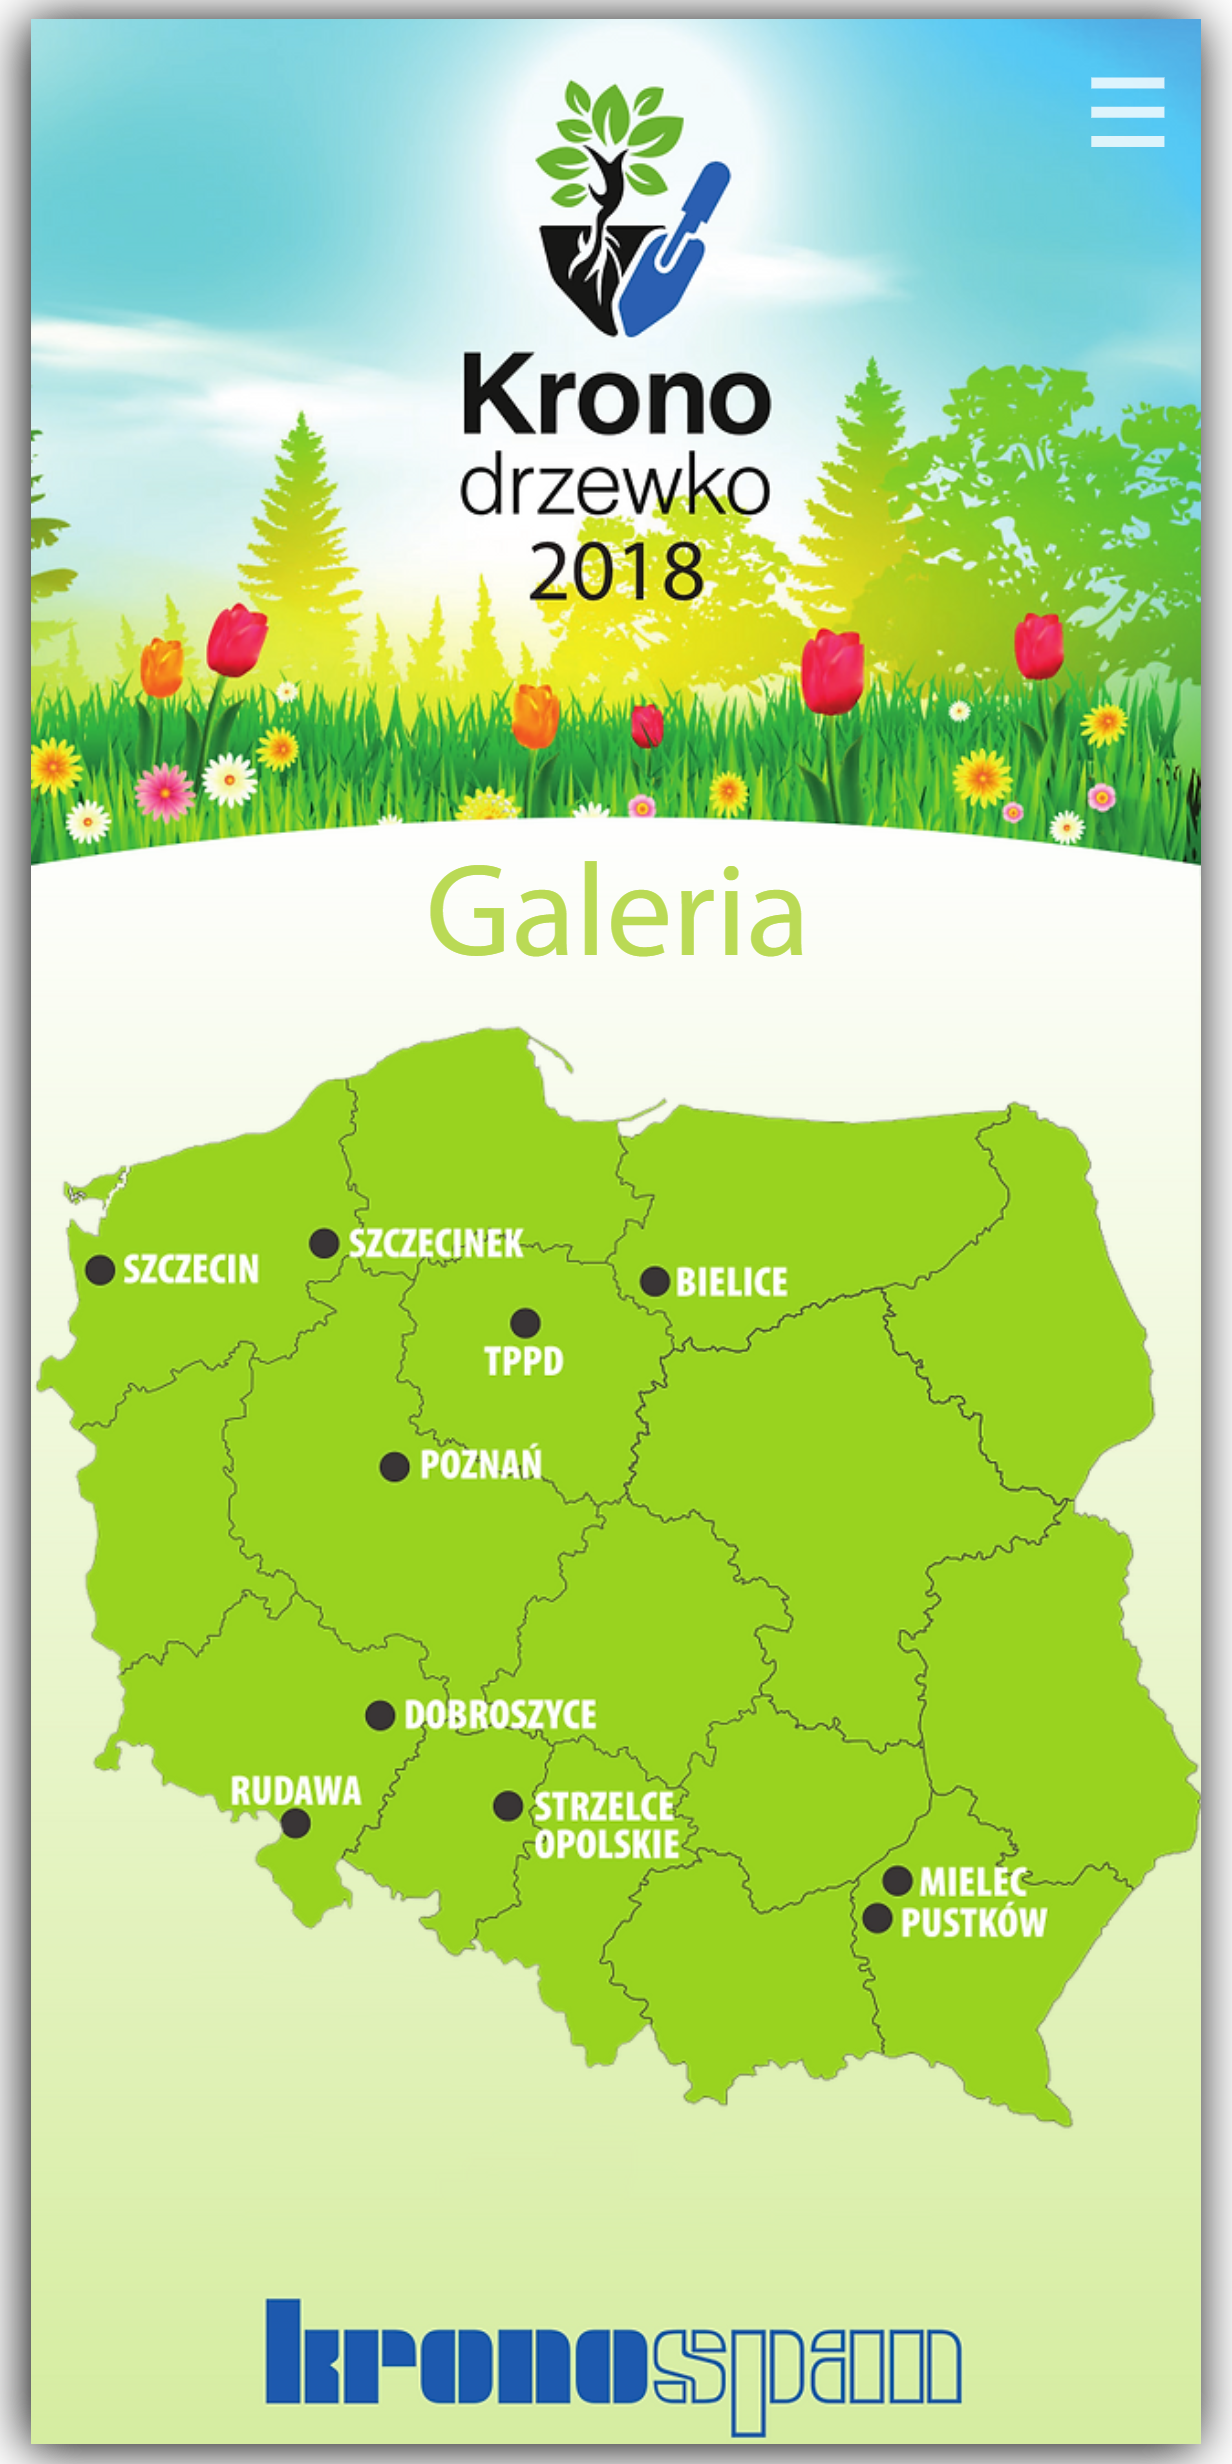 Krono
drzewko
2018
Galeria
SZCZECINEK
SZCZECIN
BIELICE
TPPD
POZNAŃ
DOBROSZYCE
RUDAWA
STRZELCE
OPOLSKIE
MIELEC
PUSTKÓW
kronospan